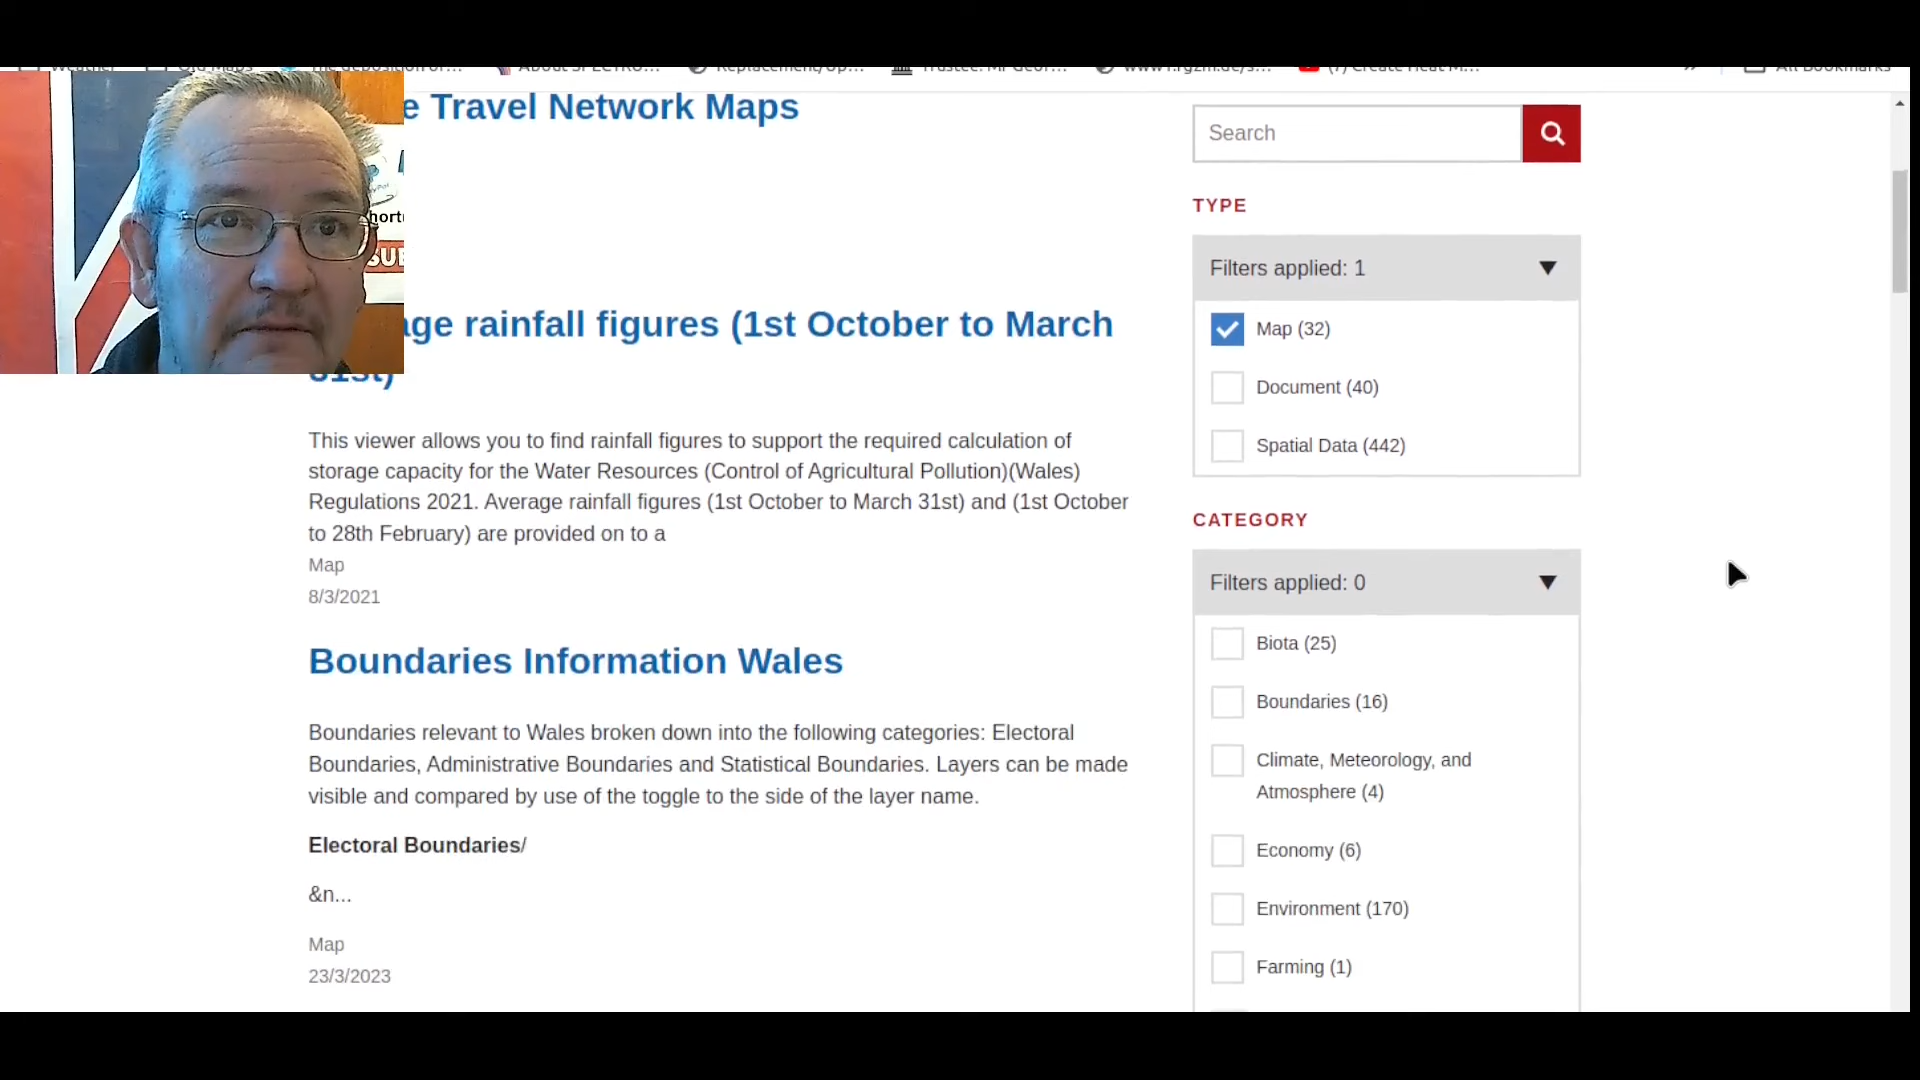 e Travel Network Maps
age rainfall figures (1st October to March
31st)
This viewer allows you to find rainfall figures to support the required calculation of
storage capacity for the Water Resources (Control of Agricultural Pollution)(Wales)
Regulations 2021. Average rainfall figures (1st October to March 31st) and (1st October
to 28th February) are provided on to a
Map
8/3/2021
Boundaries Information Wales
Boundaries relevant to Wales broken down into the following categories: Electoral
Boundaries, Administrative Boundaries and Statistical Boundaries. Layers can be made
visible and compared by use of the toggle to the side of the layer name.
Electoral Boundaries/
&n...
Map
23/3/2023
Search
TYPE
Filters applied: 1
Map (32)
Document (40)
Spatial Data (442)
CATEGORY
Filters applied: 0
Biota (25)
Boundaries (16)
Climate, Meteorology, and
Atmosphere (4)
Economy (6)
Environment (170)
Farming (1)